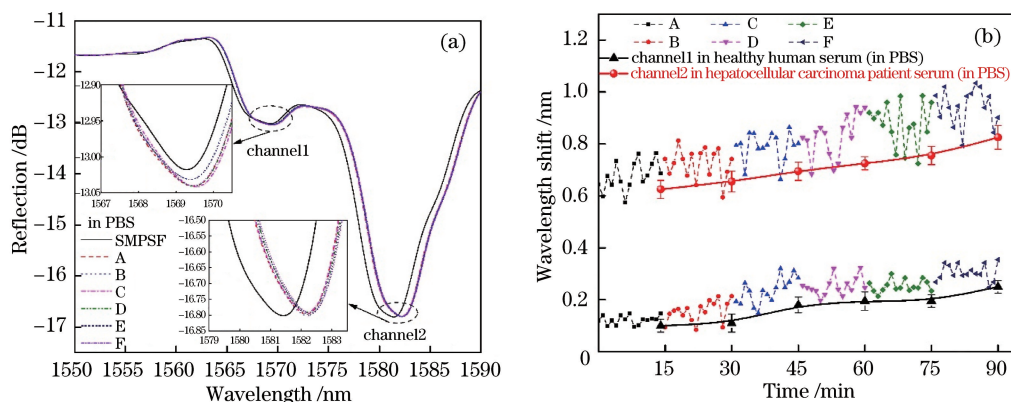 (a)
-11
-12
-13
-14
-15
-16
-17
Reflection /dB
1550 1555 1560 1565 1570 1575 1580 1585 1590
Wavelength /nm
-12.90
-12.95
-13.00
-13.05
1567 1568 1569 1570
channel1
in PBS
SMPSF
A
B
C
D
E
F
-16.50
-16.55
-16.60
-16.65
-16.70
-16.75
-16.80
-16.85
1579 1580 1581 1582 1583
channel2
(b)
A C E
B D F
channel1 in healthy human serum (in PBS)
channel2 in hepatocellular carcinoma patient serum (in PBS)
1.2
1.0
0.8
0.6
0.4
0.2
0
Wavelength shift /nm
15 30 45 60 75 90
Time /min